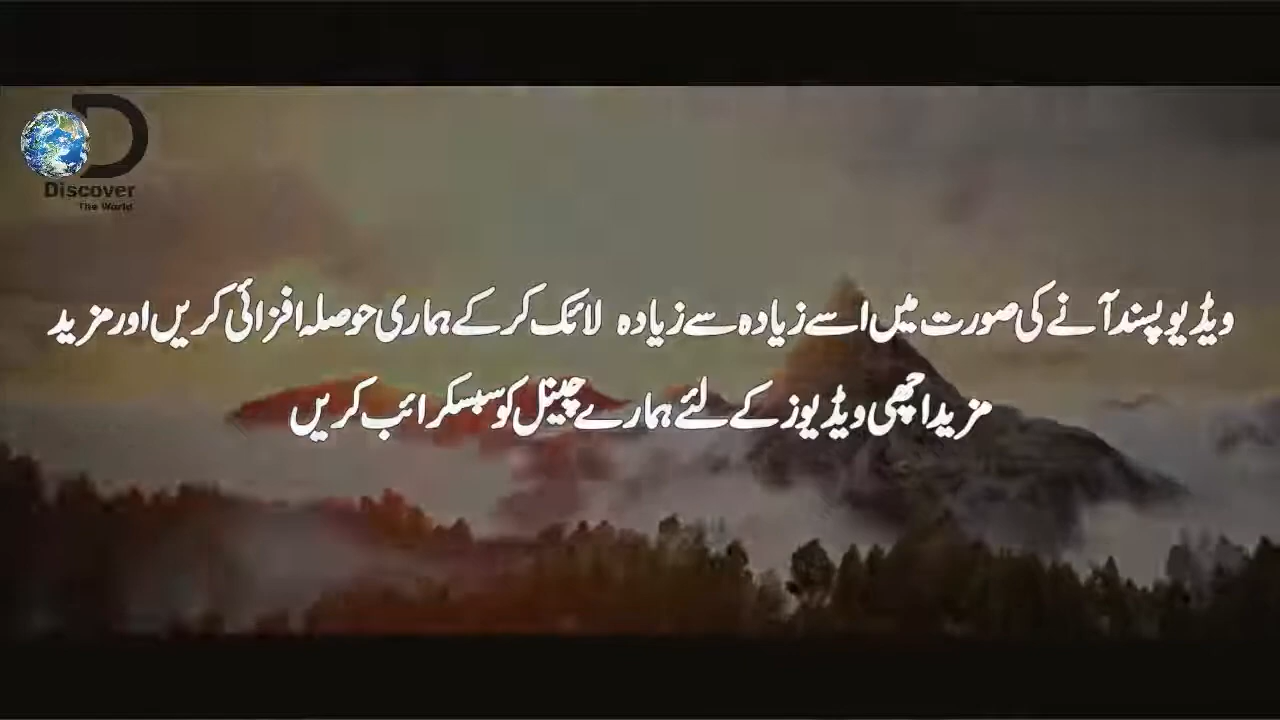 Discover
The World
ویڈیو پسند آنے کی صورت میں اسے زیادہ سے زیادہ لائک کر کے ہماری حوصلہ افزائی کریں اور مزید
مزید اچھی ویڈیوز کے لئے ہمارے چینل کو سبسکرائب کریں